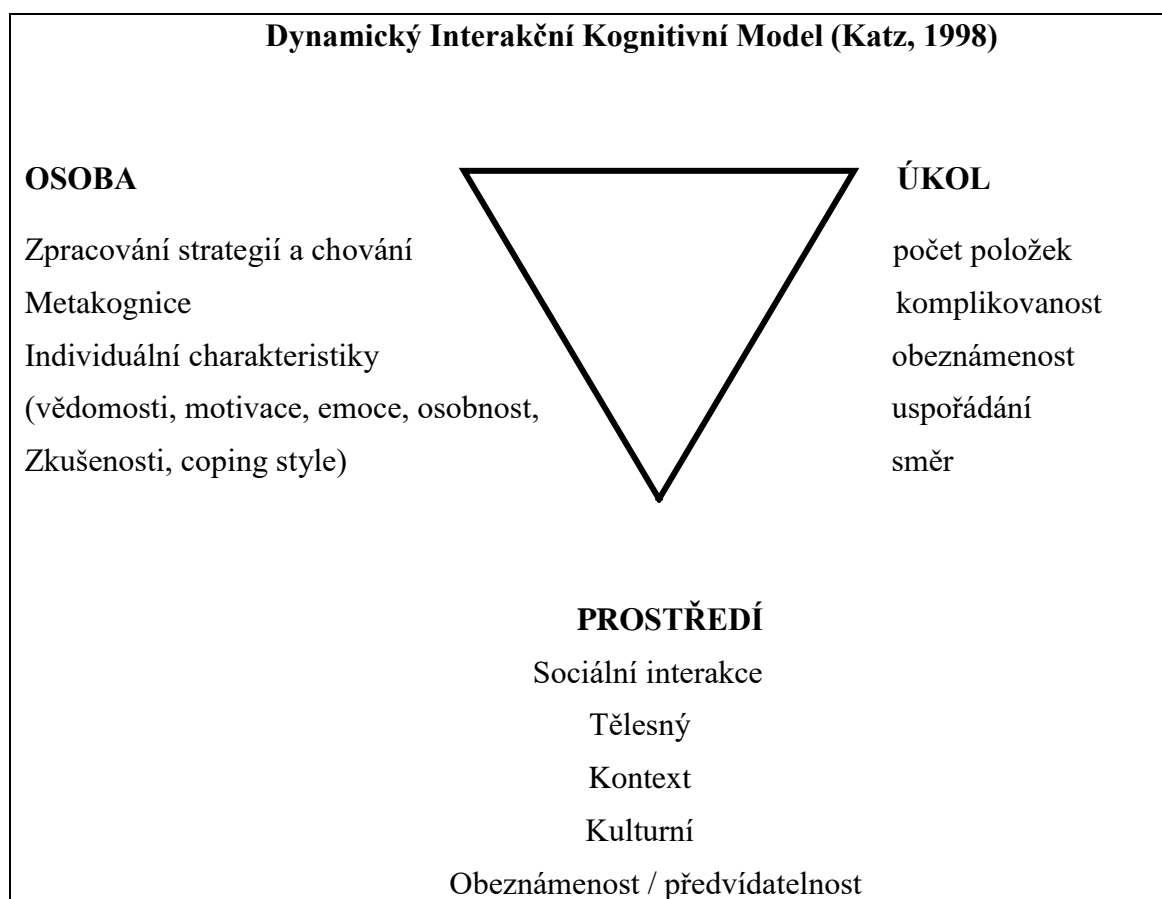 Dynamický Interakční Kognitivní Model (Katz, 1998)
OSOBA
Zpracování strategií a chování
Metakognice
Individuální charakteristiky
(vědomosti, motivace, emoce, osobnost,
Zkušenosti, coping style)
ÚKOL
počet položek
komplikovanost
obeznámenost
uspořádání
směr
PROSTŘEDÍ
Sociální interakce
Tělesný
Kontext
Kulturní
Obeznámenost / předvídatelnost